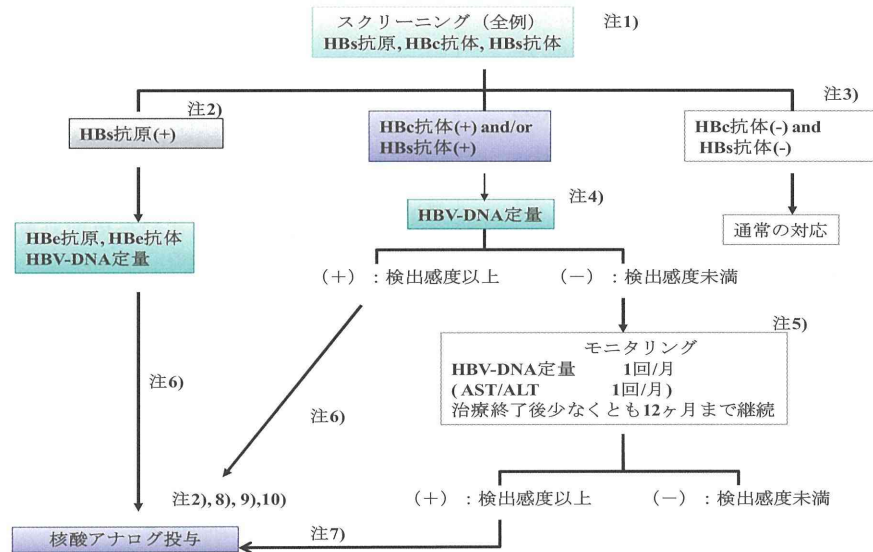 スクリーニング（全例）
HBs抗原, HBc抗体, HBs抗体
注1)
注2)
HBs抗原(+)
HBc抗体(+) and/or
HBs抗体(+)
注3)
HBc抗体(-) and
HBs抗体(-)
注4)
HBe抗原, HBe抗体
HBV-DNA定量
HBV-DNA定量
通常の対応
（+）：検出感度以上
（−）：検出感度未満
注5)
モニタリング
HBV-DNA定量 1回/月
( AST/ALT 1回/月)
治療終了後少なくとも12ヶ月まで継続
注6)
注6)
注2), 8), 9),10)
（+）：検出感度以上
（−）：検出感度未満
注7)
核酸アナログ投与